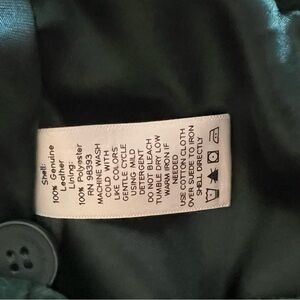 Shell:
100% Genuine
Leather
Lining:
100% Polyester
RN 98393
MACHINE WASH
COLD WITH
LIKE COLORS
GENTLE CYCLE
USING MILD
DETERGENT
DO NOT BLEACH
TUMBLE DRY LOW
WARM IRON IF
NEEDED
USE COTTON CLOTH
OVER SUEDE TO IRON
SHELL DIRECTLY